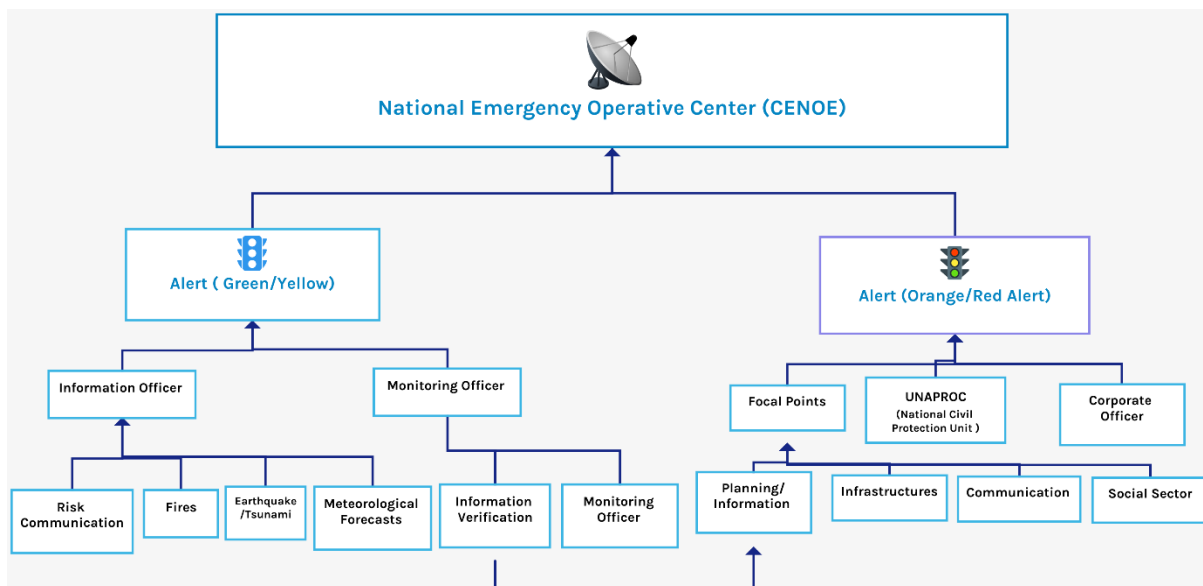 National Emergency Operative Center (CENOE)
Alert ( Green/Yellow)
Alert (Orange/Red Alert)
Information Officer
Monitoring Officer
Focal Points
UNAPROC
(National Civil
Protection Unit )
Corporate
Officer
Risk
Communication
Fires
Earthquake
/Tsunami
Meteorological
Forecasts
Information
Verification
Monitoring
Officer
Planning/
Information
Infrastructures
Communication
Social Sector